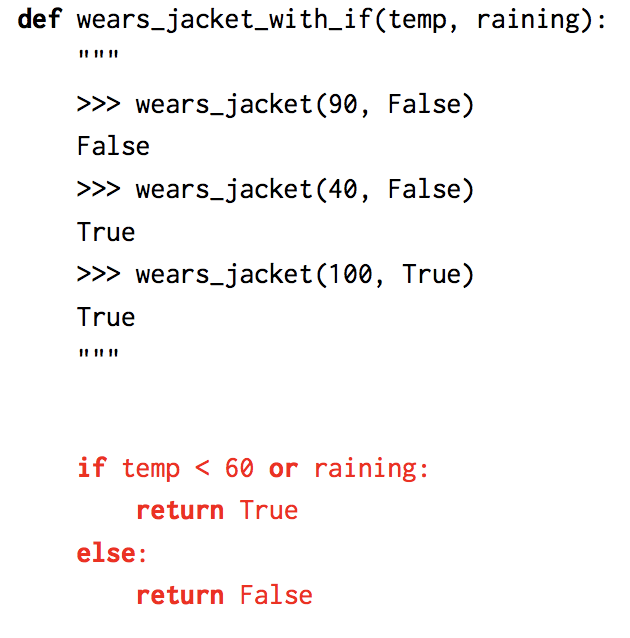 def wears_jacket_with_if(temp, raining):
    """
    >>> wears_jacket(90, False)
    False
    >>> wears_jacket(40, False)
    True
    >>> wears_jacket(100, True)
    True
    """
    if temp < 60 or raining:
        return True
    else:
        return False